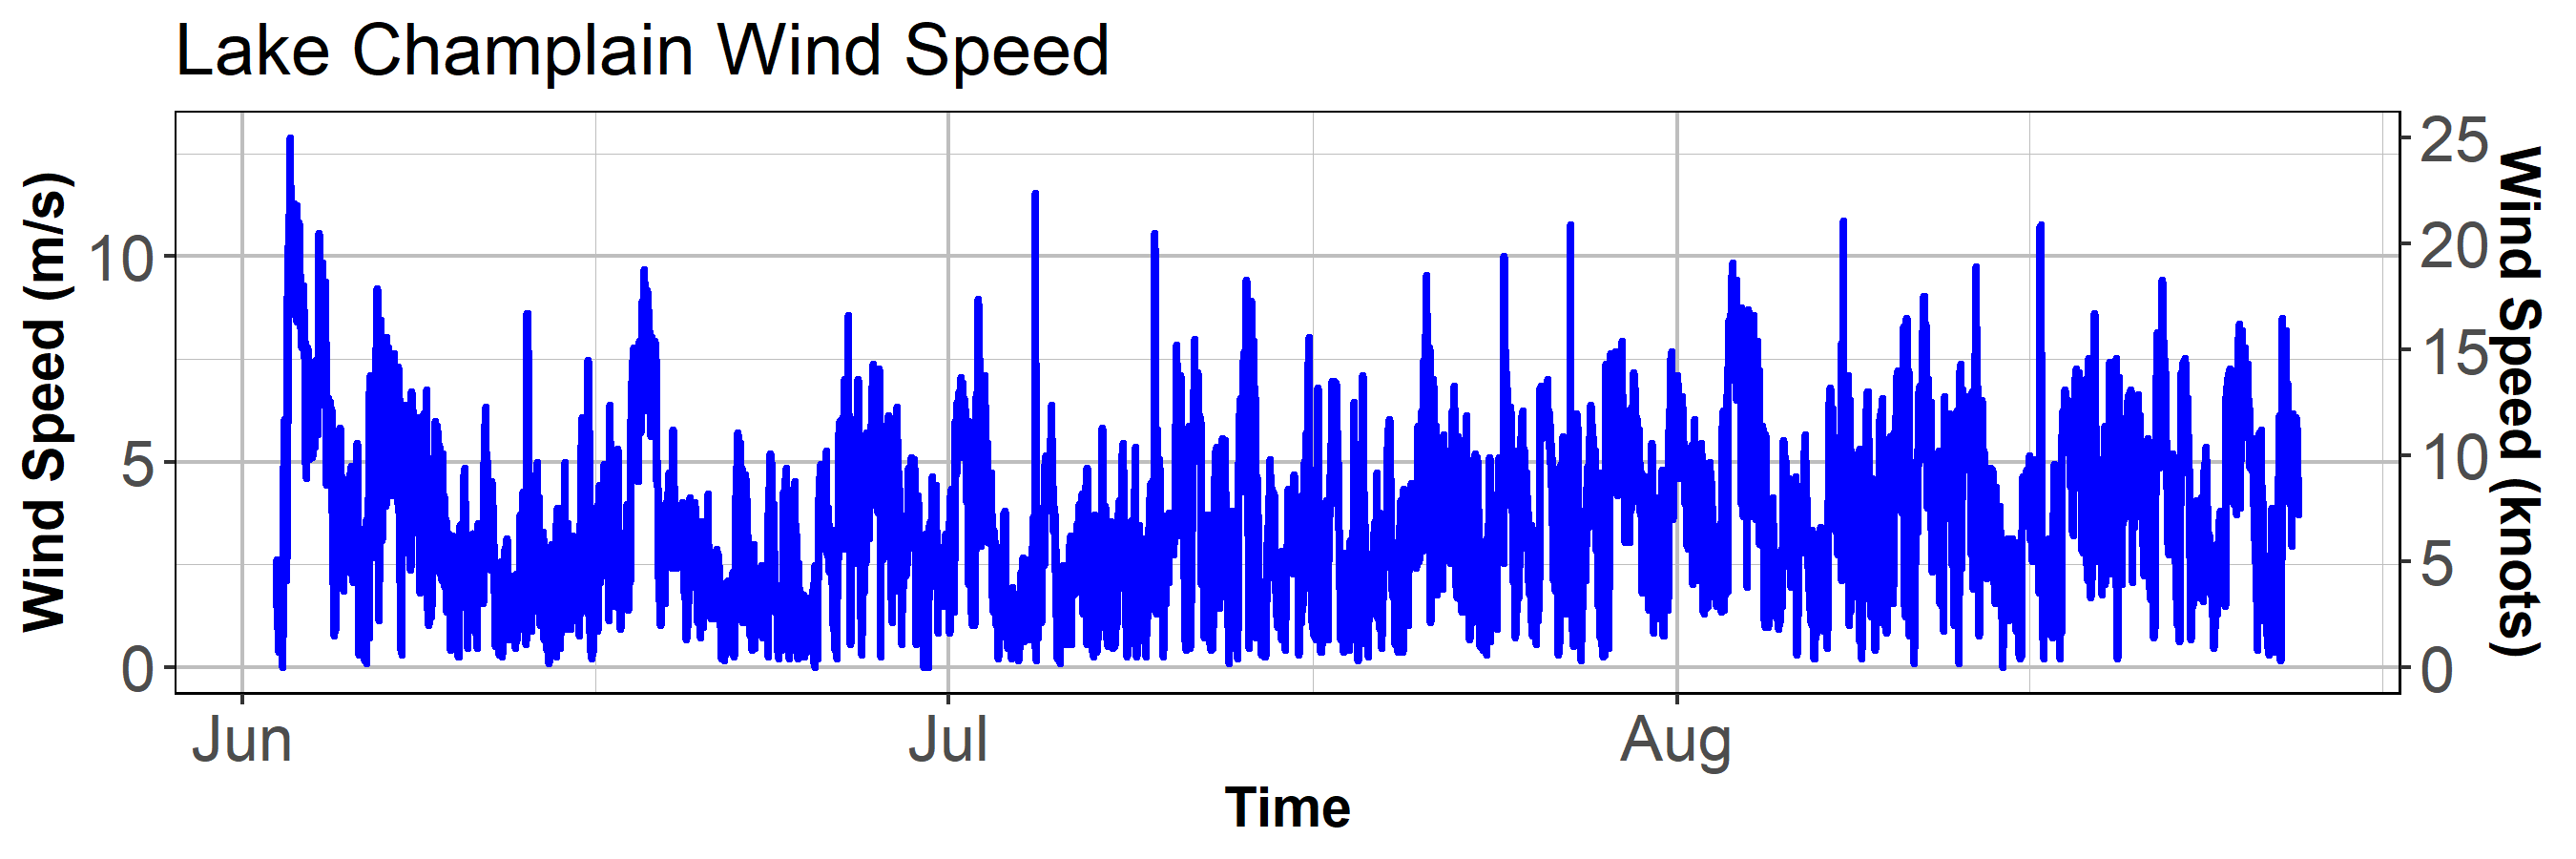 Lake Champlain Wind Speed
Wind Speed (m/s)
10
5
0
25
20
15
10
5
0
Wind Speed (knots)
Jun
Jul
Aug
Time